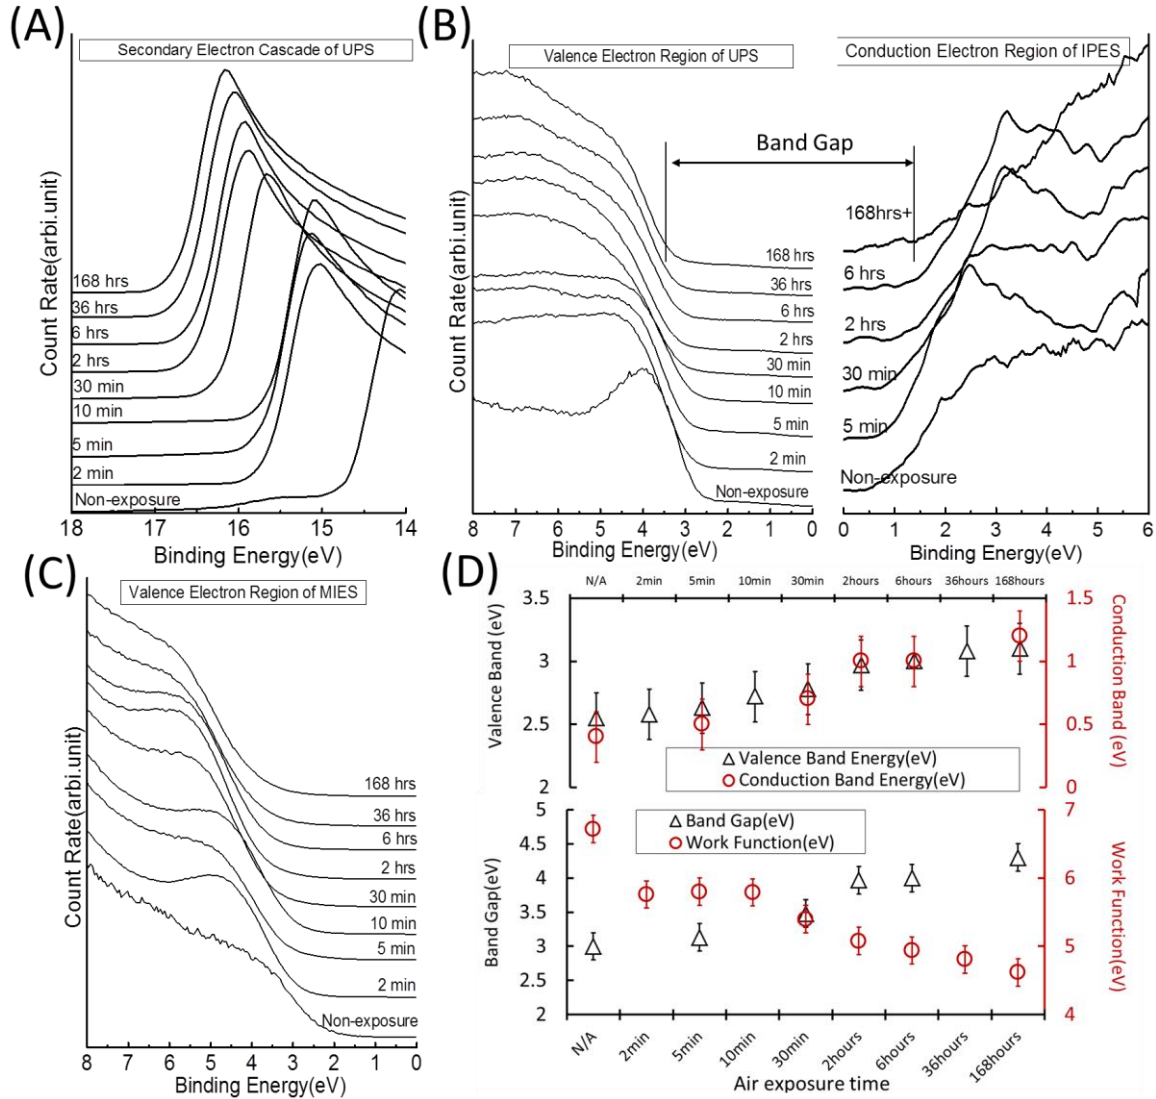 (A)
Secondary Electron Cascade of UPS
Count Rate(arbi.unit)
168 hrs
36 hrs
6 hrs
2 hrs
30 min
10 min
5 min
2 min
Non-exposure
18 17 16 15 14
Binding Energy(eV)
(B)
Valence Electron Region of UPS
Conduction Electron Region of IPES
Band Gap
Count Rate(arbi.unit)
168 hrs
36 hrs
6 hrs
2 hrs
30 min
10 min
5 min
2 min
Non-exposure
8 7 6 5 4 3 2 1 0
Binding Energy(eV)
168hrs+
6 hrs
2 hrs
30 min
5 min
Non-exposure
0 1 2 3 4 5 6
Binding Energy(eV)
(C)
Valence Electron Region of MIES
Count Rate(arbi.unit)
168 hrs
36 hrs
6 hrs
2 hrs
30 min
10 min
5 min
2 min
Non-exposure
8 7 6 5 4 3 2 1 0
Binding Energy(eV)
(D)
N/A 2min 5min 10min 30min 2hours 6hours 36hours 168hours
Valence Band (eV)
3.5
3
2.5
2
1.5
1
0.5
0
Conduction Band (eV)
Valence Band Energy(eV)
Conduction Band Energy(eV)
Band Gap(eV)
5
4.5
4
3.5
3
2.5
2
7
6
5
4
Work Function(eV)
Band Gap(eV)
Work Function(eV)
N/A 2min 5min 10min 30min 2hours 6hours 36hours 168hours
Air exposure time